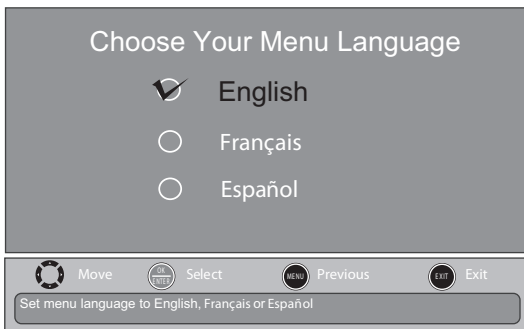 Choose Your Menu Language
English
Français
Español
Move OK ENTER Select MENU Previous EXIT Exit
Set menu language to English, Français or Español